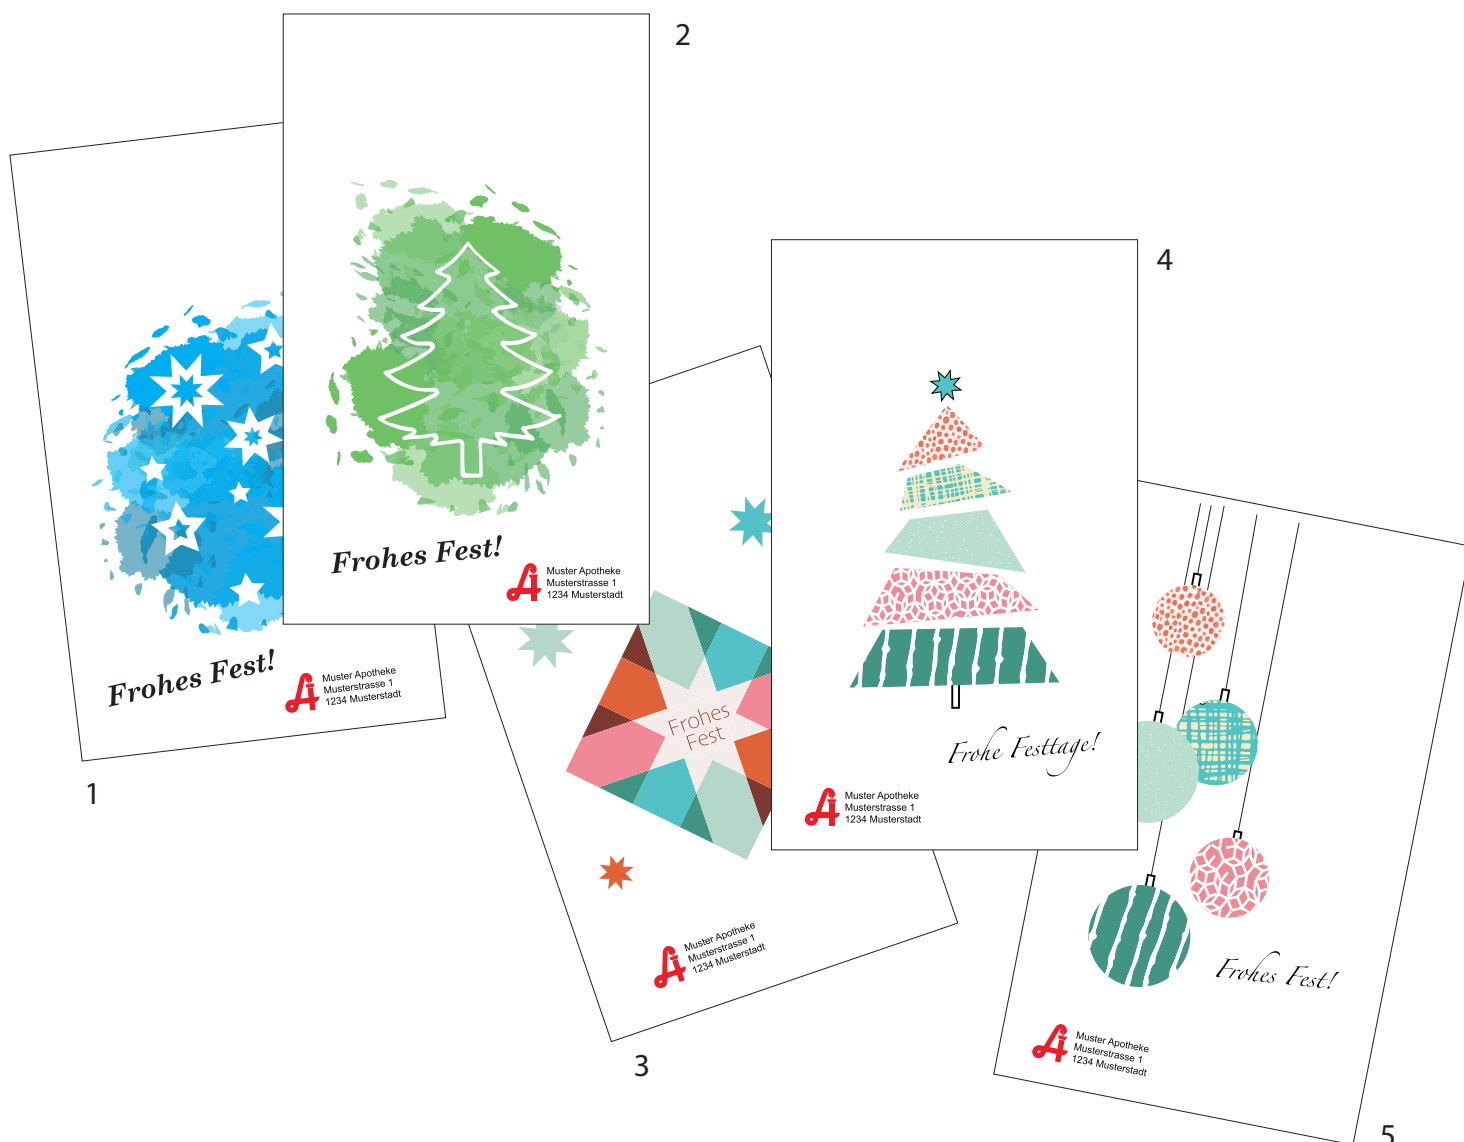 2
Frohes Fest!
Muster Apotheke
Musterstrasse 1
1234 Musterstadt
Frohes Fest!
Muster Apotheke
Musterstrasse 1
1234 Musterstadt
1
4
Frohe Festtage!
Muster Apotheke
Musterstrasse 1
1234 Musterstadt
Frohes
Fest
Muster Apotheke
Musterstrasse 1
1234 Musterstadt
3
Frohes Fest!
Muster Apotheke
Musterstrasse 1
1234 Musterstadt
5